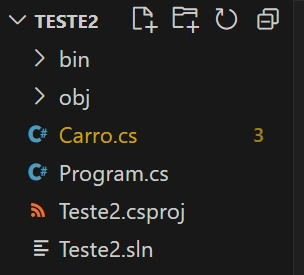 TESTE2
bin
obj
C# Carro.cs 3
C# Program.cs
Teste2.csproj
Teste2.sln